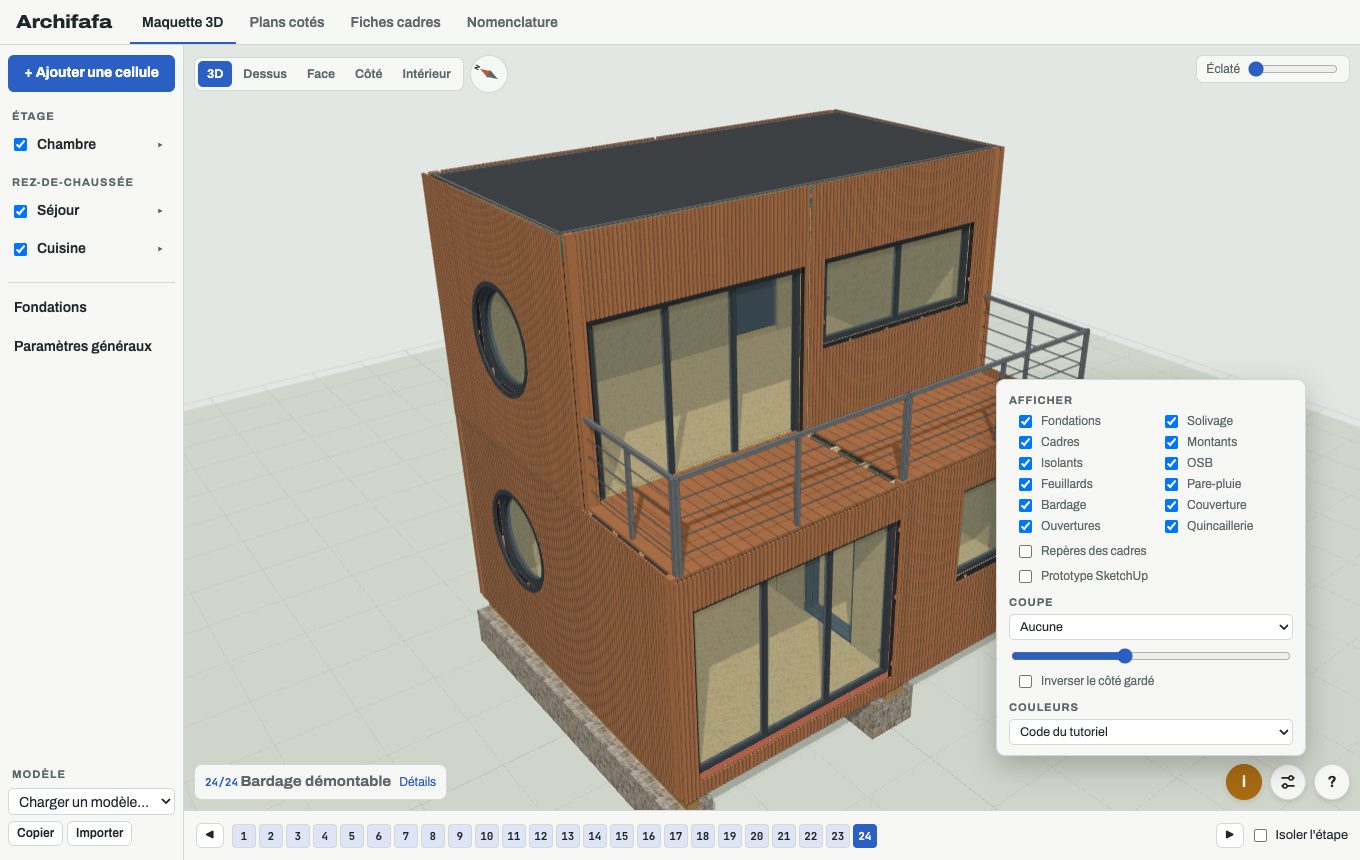 Archifafa Maquette 3D Plans cotés Fiches cadres Nomenclature
+ Ajouter une cellule
3D Dessus Face Côté Intérieur
Éclaté
ÉTAGE
Chambre
REZ-DE-CHAUSSÉE
Séjour
Cuisine
Fondations
Paramètres généraux
AFFICHER
Fondations Solivage
Cadres Montants
Isolants OSB
Feuillards Pare-pluie
Bardage Couverture
Ouvertures Quincaillerie
Repères des cadres
Prototype SketchUp
COUPE
Aucune
Inverser le côté gardé
COULEURS
Code du tutoriel
MODÈLE
Charger un modèle...
Copier Importer
24/24 Bardage démontable Détails
i ?
1 2 3 4 5 6 7 8 9 10 11 12 13 14 15 16 17 18 19 20 21 22 23 24
Isoler l'étape